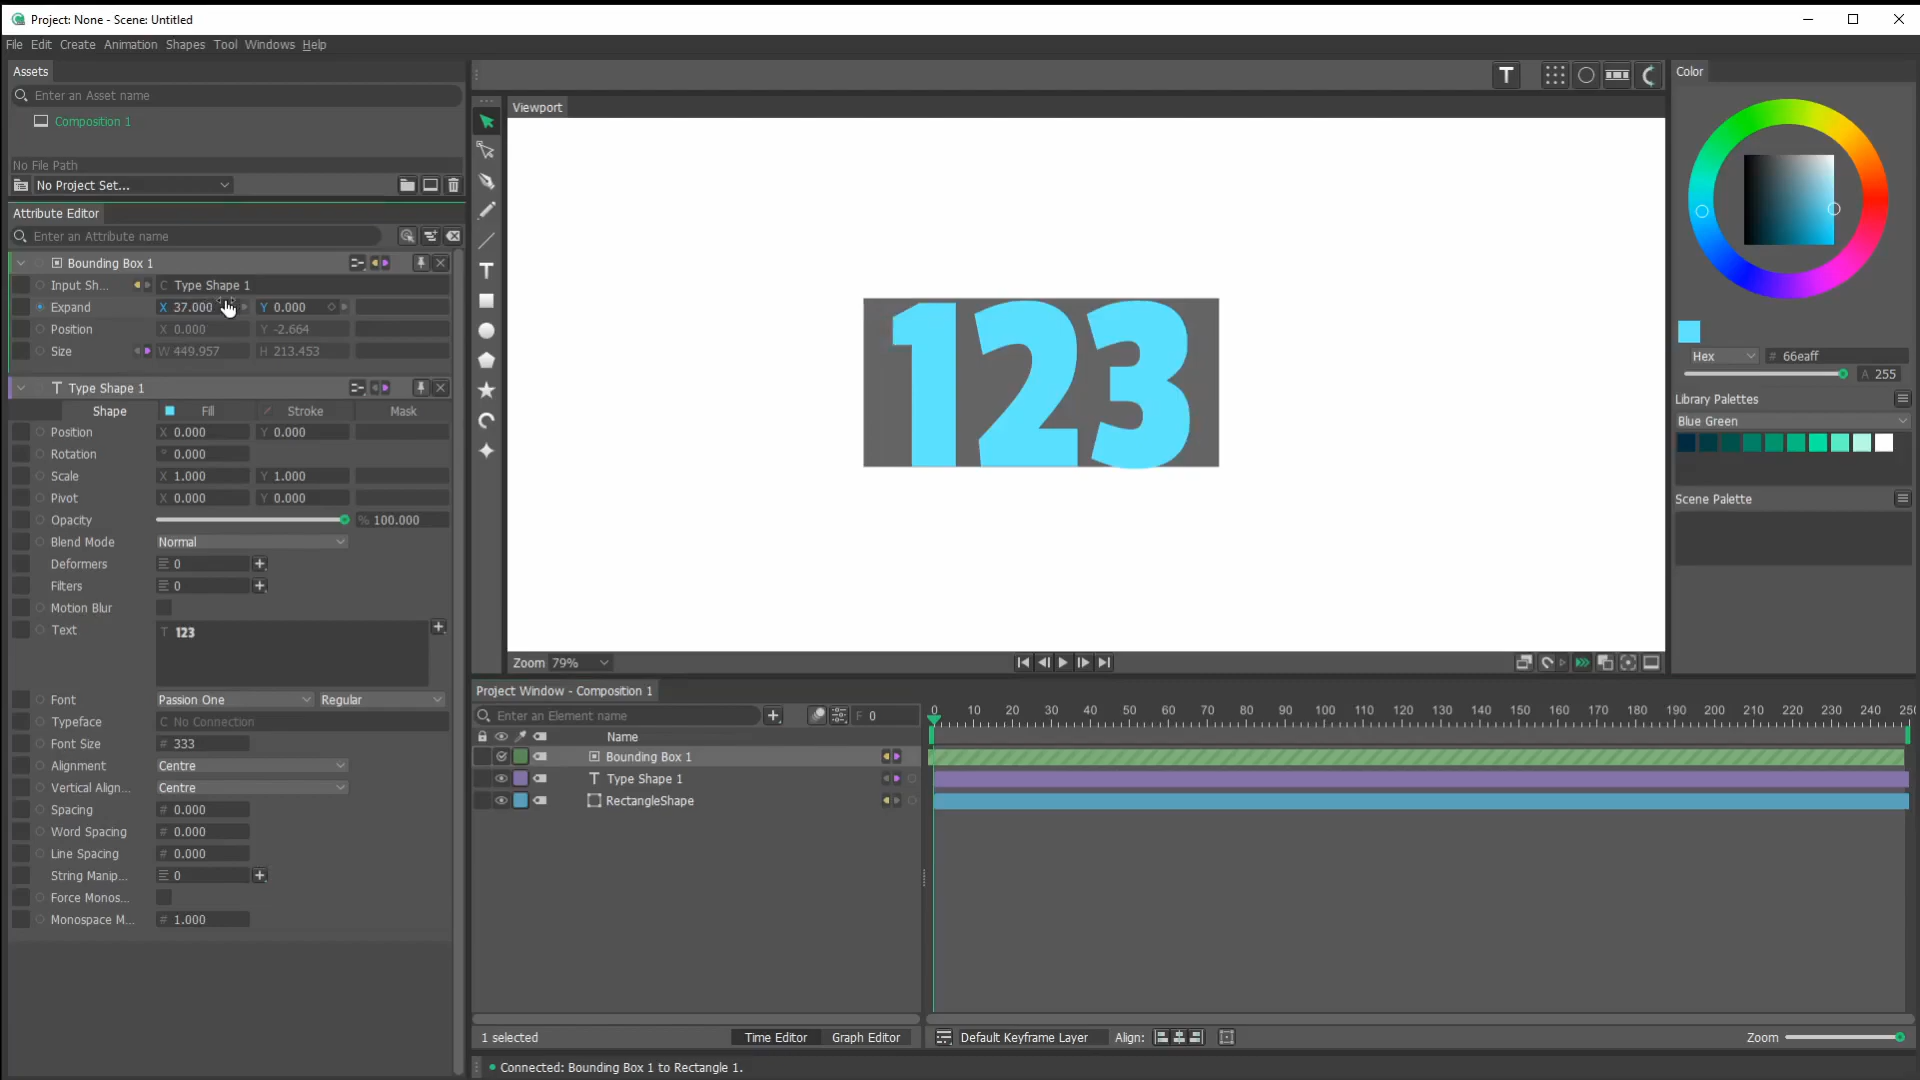 Project: None - Scene: Untitled
File Edit Create Animation Shapes Tool Windows Help
Assets
Enter an Asset name
Composition 1
No File Path
No Project Set...
Attribute Editor
Enter an Attribute name
Bounding Box 1
Input Sh... C Type Shape 1
Expand X 37.000 Y 0.000
Position X 0.000 Y -2.664
Size W 449.957 H 213.453
T Type Shape 1
Shape Fill Stroke Mask
Position X 0.000 Y 0.000
Rotation ° 0.000
Scale X 1.000 Y 1.000
Pivot X 0.000 Y 0.000
Opacity % 100.000
Blend Mode Normal
Deformers 0
Filters 0
Motion Blur
Text T 123
Font Passion One Regular
Typeface C No Connection
Font Size # 333
Alignment Centre
Vertical Align... Centre
Spacing # 0.000
Word Spacing # 0.000
Line Spacing # 0.000
String Manip... 0
Force Monos...
Monospace M... # 1.000
T
Viewport
T
123
Zoom 79%
Project Window - Composition 1
Enter an Element name F 0
Name
Bounding Box 1
T Type Shape 1
RectangleShape
0 10 20 30 40 50 60 70 80 90 100 110 120 130 140 150 160 170 180 190 200 210 220 230 240 250
1 selected Time Editor Graph Editor
Default Keyframe Layer Align: Zoom
Connected: Bounding Box 1 to Rectangle 1.
Color
Hex # 66eaff
A 255
Library Palettes
Blue Green
Scene Palette